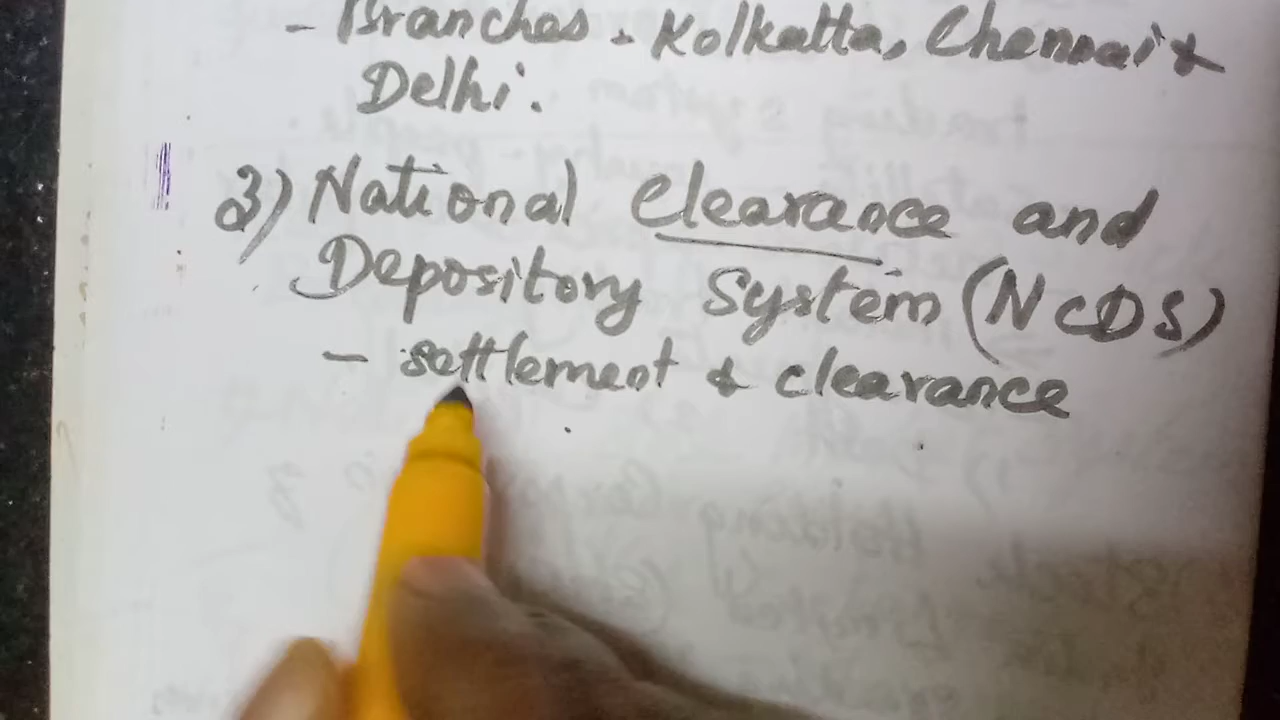 - Branches - Kolkatta, Chennai &
Delhi.
3) National Clearance and
Depository System (NCDS)
- settlement & clearance